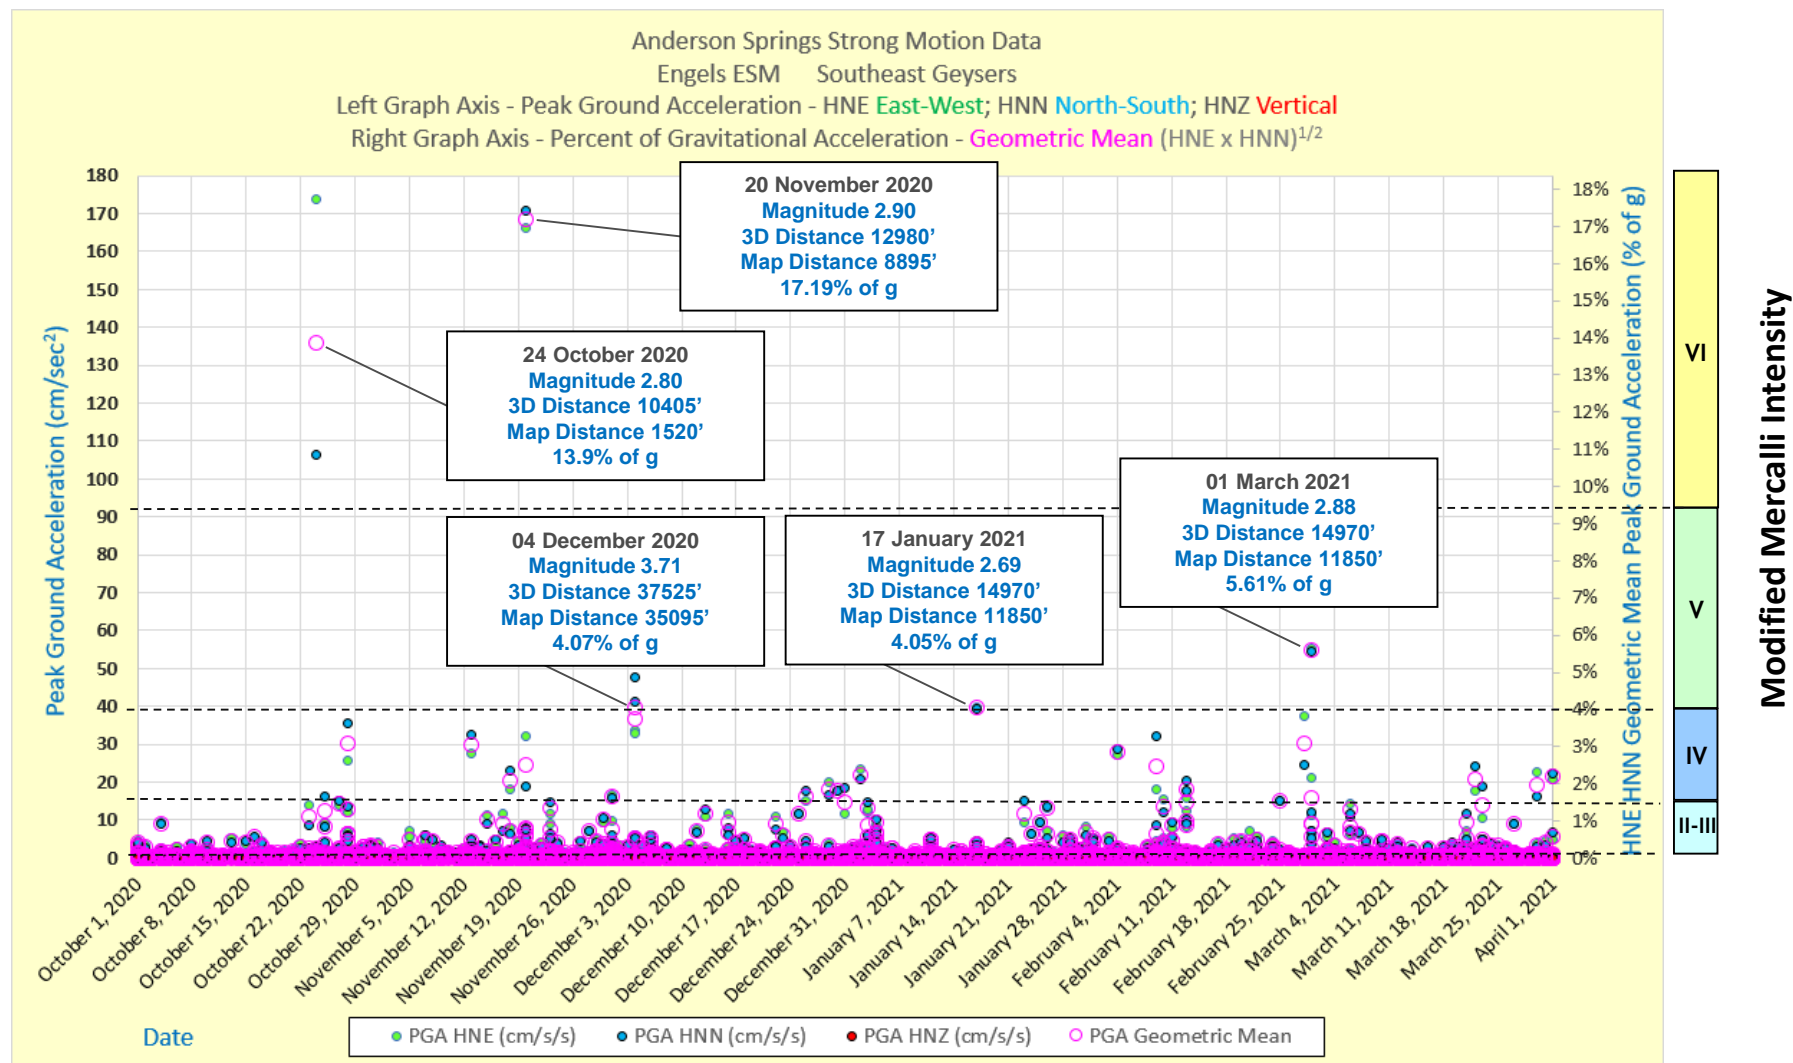 Anderson Springs Strong Motion Data
Engels ESM Southeast Geysers
Left Graph Axis - Peak Ground Acceleration - HNE East-West; HNN North-South; HNZ Vertical
Right Graph Axis - Percent of Gravitational Acceleration - Geometric Mean (HNE x HNN)^1/2
20 November 2020
Magnitude 2.90
3D Distance 12980’
Map Distance 8895’
17.19% of g
24 October 2020
Magnitude 2.80
3D Distance 10405’
Map Distance 1520’
13.9% of g
01 March 2021
Magnitude 2.88
3D Distance 14970’
Map Distance 11850’
5.61% of g
04 December 2020
Magnitude 3.71
3D Distance 37525’
Map Distance 35095’
4.07% of g
17 January 2021
Magnitude 2.69
3D Distance 14970’
Map Distance 11850’
4.05% of g
Peak Ground Acceleration (cm/sec²)
180
170
160
150
140
130
120
110
100
90
80
70
60
50
40
30
20
10
0
18%
17%
16%
15%
14%
13%
12%
11%
10%
9%
8%
7%
6%
5%
4%
3%
2%
1%
0%
HNE HNN Geometric Mean Peak Ground Acceleration (% of g)
VI
V
IV
II-III
Modified Mercalli Intensity
October 1, 2020
October 8, 2020
October 15, 2020
October 22, 2020
October 29, 2020
November 5, 2020
November 12, 2020
November 19, 2020
November 26, 2020
December 3, 2020
December 10, 2020
December 17, 2020
December 24, 2020
December 31, 2020
January 7, 2021
January 14, 2021
January 21, 2021
January 28, 2021
February 4, 2021
February 11, 2021
February 18, 2021
February 25, 2021
March 4, 2021
March 11, 2021
March 18, 2021
March 25, 2021
April 1, 2021
Date
PGA HNE (cm/s/s) PGA HNN (cm/s/s) PGA HNZ (cm/s/s) PGA Geometric Mean